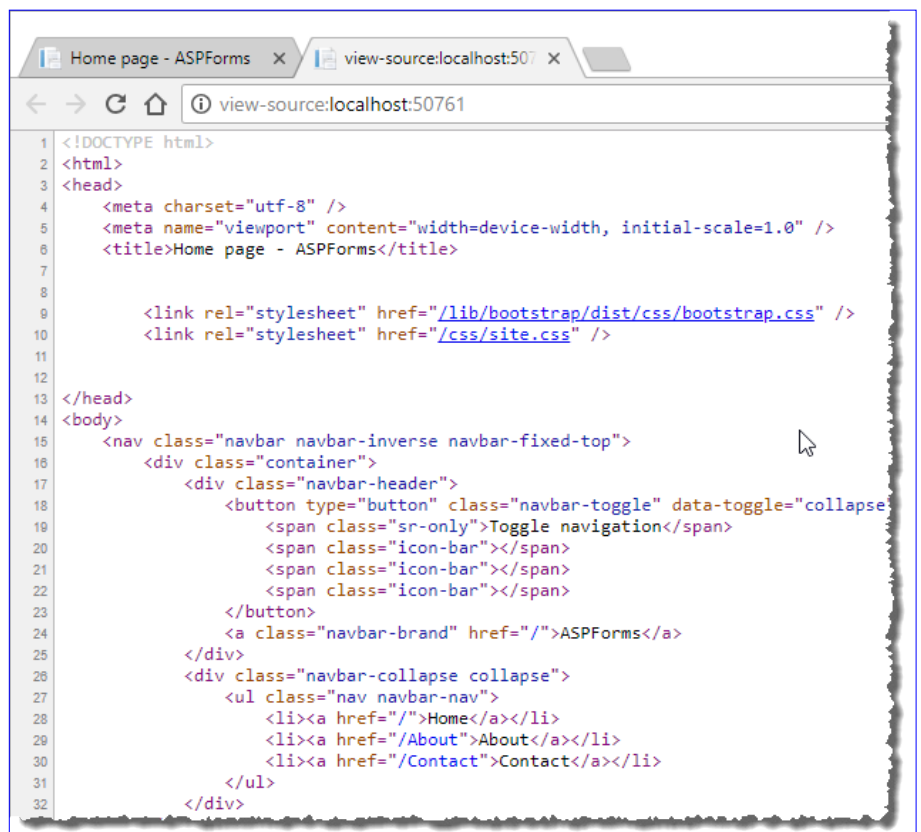 Home page - ASPForms
view-source:localhost:507
view-source:localhost:50761
1 <!DOCTYPE html>
2 <html>
3 <head>
4     <meta charset="utf-8" />
5     <meta name="viewport" content="width=device-width, initial-scale=1.0" />
6     <title>Home page - ASPForms</title>
7
8
9         <link rel="stylesheet" href="/lib/bootstrap/dist/css/bootstrap.css" />
10         <link rel="stylesheet" href="/css/site.css" />
11
12
13 </head>
14 <body>
15     <nav class="navbar navbar-inverse navbar-fixed-top">
16         <div class="container">
17             <div class="navbar-header">
18                 <button type="button" class="navbar-toggle" data-toggle="collapse"
19                     <span class="sr-only">Toggle navigation</span>
20                     <span class="icon-bar"></span>
21                     <span class="icon-bar"></span>
22                     <span class="icon-bar"></span>
23                 </button>
24                 <a class="navbar-brand" href="/">ASPForms</a>
25             </div>
26             <div class="navbar-collapse collapse">
27                 <ul class="nav navbar-nav">
28                     <li><a href="/">Home</a></li>
29                     <li><a href="/About">About</a></li>
30                     <li><a href="/Contact">Contact</a></li>
31                 </ul>
32             </div>